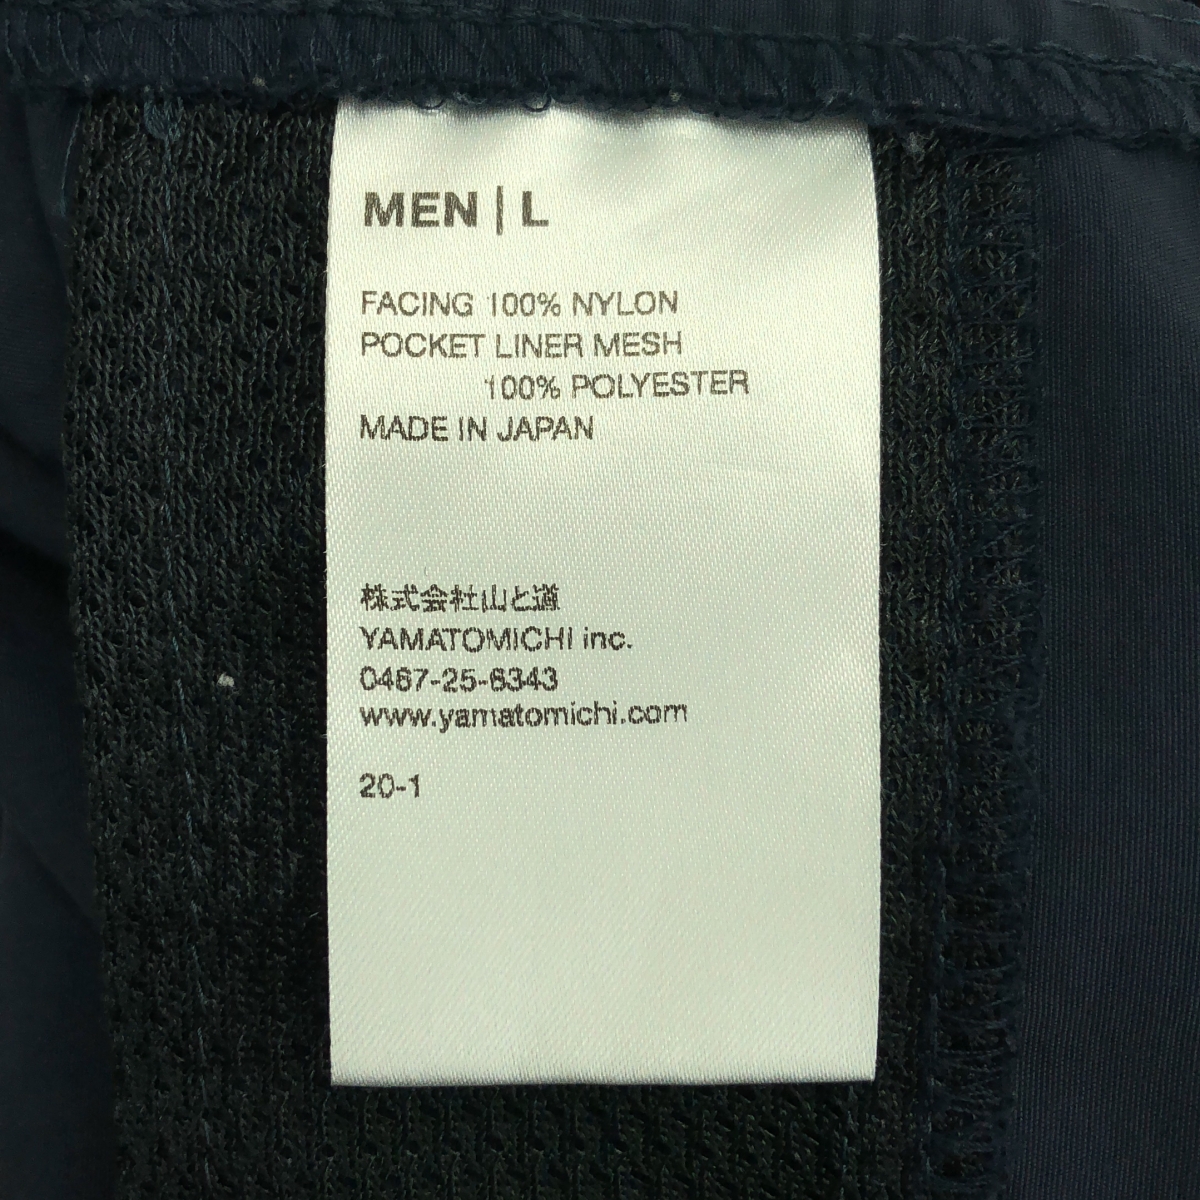 MEN | L
FACING 100% NYLON
POCKET LINER MESH
100% POLYESTER
MADE IN JAPAN
株式会社山と道
YAMATOMICHI inc.
0467-25-6343
www.yamatomichi.com
20-1